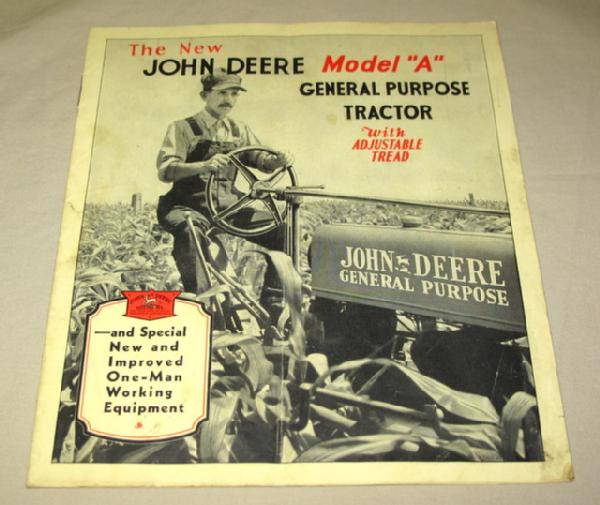 The New
JOHN DEERE Model "A"
GENERAL PURPOSE
TRACTOR
with
ADJUSTABLE
TREAD
JOHN DEERE
GENERAL PURPOSE
—and Special
New and
Improved
One-Man
Working
Equipment